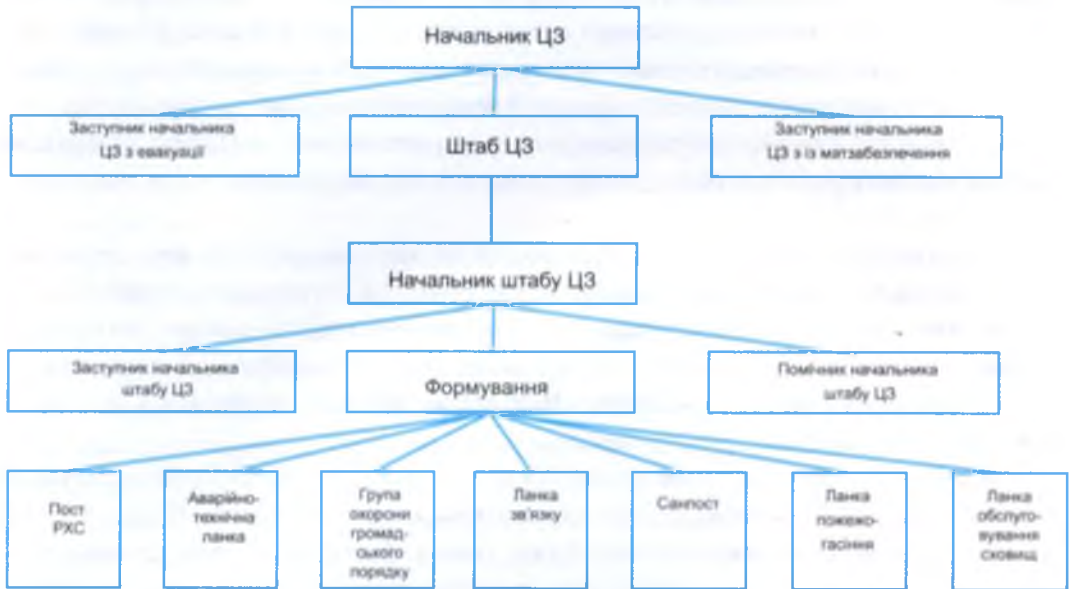 Начальник ЦЗ
Заступник начальника
ЦЗ з евакуації
Штаб ЦЗ
Заступник начальника
ЦЗ з із матзабезпечення
Начальник штабу ЦЗ
Заступник начальника
штабу ЦЗ
Формування
Помічник начальника
штабу ЦЗ
Пост
РХС
Аварійно-
технічна
ланка
Група
охорони
громад-
ського
порядку
Ланка
зв'язку
Санпост
Ланка
пожежо-
гасіння
Ланка
обслуго-
вування
сховищ